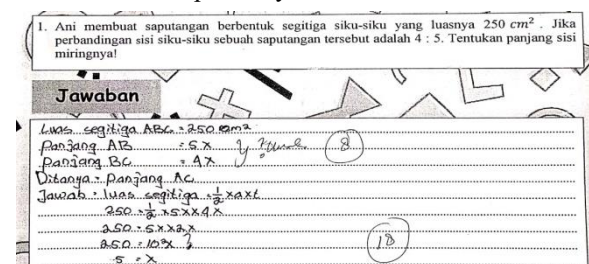 1. Ani membuat saputangan berbentuk segitiga siku-siku yang luasnya 250 cm². Jika
perbandingan sisi siku-siku sebuah saputangan tersebut adalah 4 : 5. Tentukan panjang sisi
miringnya!
Jawaban
Luas segitiga ABC = 250 cm2
Panjang AB = 5x
Panjang BC = 4x
8
Ditanya = Panjang AC
Jawab = luas segitiga = 1/2 x a x t
250 = 1/2 x 5x x 4x
250 = 5x x 2x
250 = 10x
18
5 = x